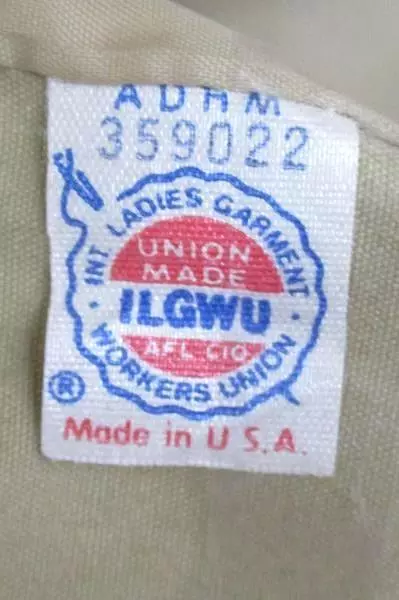 ADHM
359022
INT. LADIES GARMENT
WORKERS UNION
UNION
MADE
ILGWU
AFL-CIO
®
Made in U.S.A.